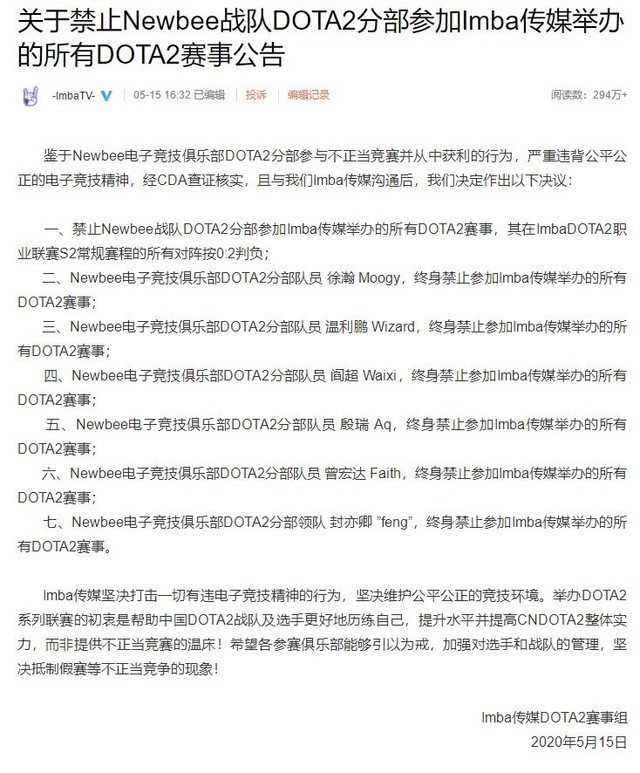 关于禁止Newbee战队DOTA2分部参加Imba传媒举办
的所有DOTA2赛事公告
-ImbaTV- 05-15 16:32 已编辑 投诉 编辑记录 阅读数：294万+
鉴于Newbee电子竞技俱乐部DOTA2分部参与不正当竞赛并从中获利的行为，严重违背公平公
正的电子竞技精神，经CDA查证核实，且与我们Imba传媒沟通后，我们决定作出以下决议：
一、禁止Newbee战队DOTA2分部参加Imba传媒举办的所有DOTA2赛事，其在ImbaDOTA2职
业联赛S2常规赛程的所有对阵按0:2判负；
二、Newbee电子竞技俱乐部DOTA2分部队员 徐瀚 Moogy，终身禁止参加Imba传媒举办的所有
DOTA2赛事；
三、Newbee电子竞技俱乐部DOTA2分部队员 温利鹏 Wizard，终身禁止参加Imba传媒举办的所
有DOTA2赛事；
四、Newbee电子竞技俱乐部DOTA2分部队员 阎超 Waixi，终身禁止参加Imba传媒举办的所有
DOTA2赛事；
五、Newbee电子竞技俱乐部DOTA2分部队员 殷瑞 Aq，终身禁止参加Imba传媒举办的所有
DOTA2赛事；
六、Newbee电子竞技俱乐部DOTA2分部队员 曾宏达 Faith，终身禁止参加Imba传媒举办的所有
DOTA2赛事；
七、Newbee电子竞技俱乐部DOTA2分部领队 封亦卿 "feng"，终身禁止参加Imba传媒举办的所
有DOTA2赛事。
Imba传媒坚决打击一切有违电子竞技精神的行为，坚决维护公平公正的竞技环境。举办DOTA2
系列联赛的初衷是帮助中国DOTA2战队及选手更好地历练自己，提升水平并提高CNDOTA2整体实
力，而非提供不正当竞赛的温床！希望各参赛俱乐部能够引以为戒，加强对选手和战队的管理，坚
决抵制假赛等不正当竞争的现象！
Imba传媒DOTA2赛事组
2020年5月15日